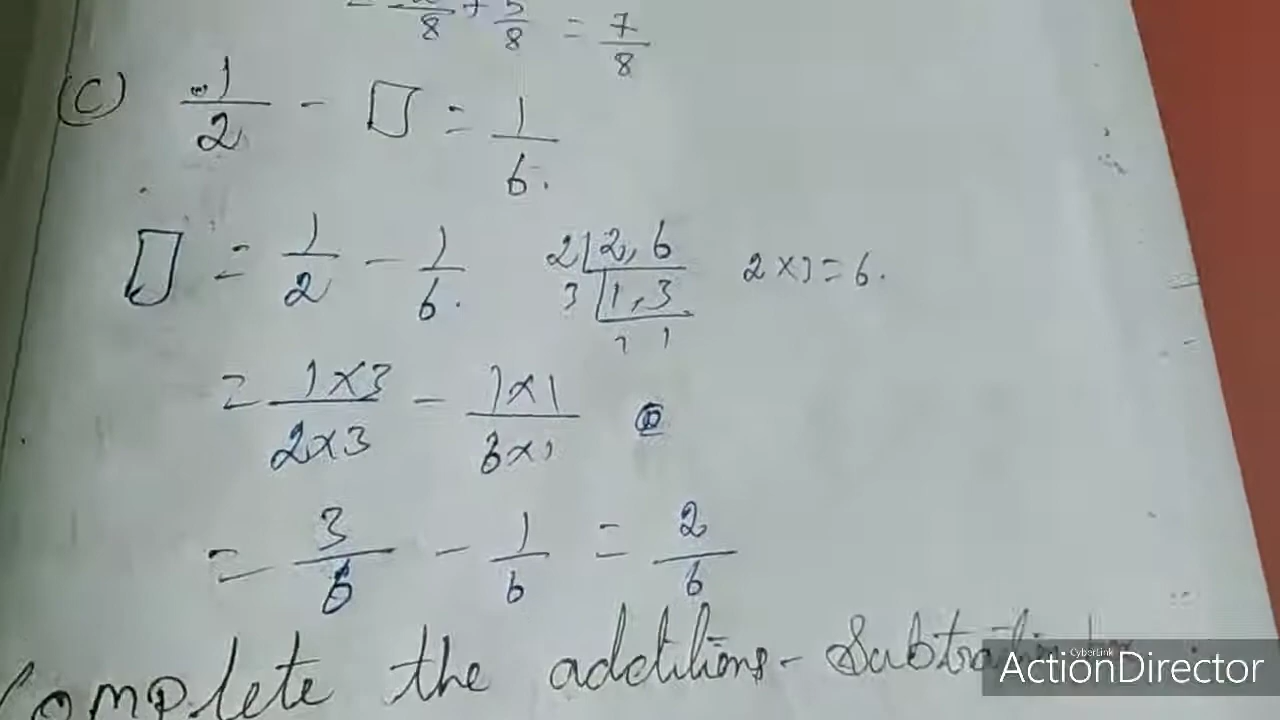 5/8 = 7/8
(C) 1/2 - □ = 1/6.
□ = 1/2 - 1/6. 2|2, 6 2 × 3 = 6.
3|1, 3.
1 1
= 1×3/2×3 - 1×1/6×1
= 3/6 - 1/6 = 2/6
Complete the additions-
CyberLink
ActionDirector